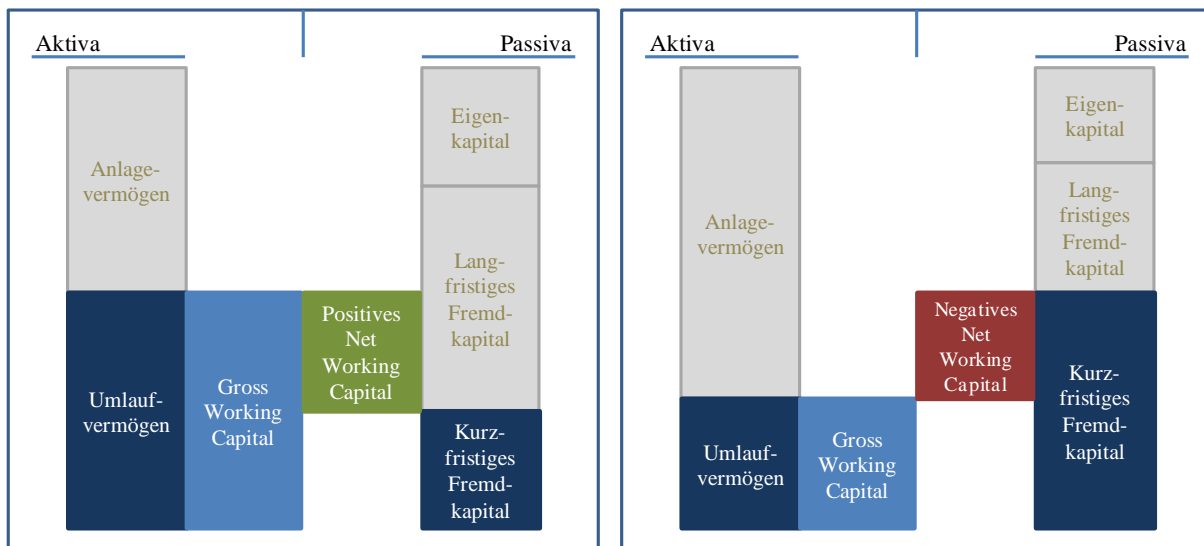 Aktiva
Passiva
Anlage-
vermögen
Umlauf-
vermögen
Gross
Working
Capital
Positives
Net
Working
Capital
Eigen-
kapital
Lang-
fristiges
Fremd-
kapital
Kurz-
fristiges
Fremd-
kapital
Aktiva
Passiva
Anlage-
vermögen
Umlauf-
vermögen
Gross
Working
Capital
Negatives
Net
Working
Capital
Eigen-
kapital
Lang-
fristiges
Fremd-
kapital
Kurz-
fristiges
Fremd-
kapital